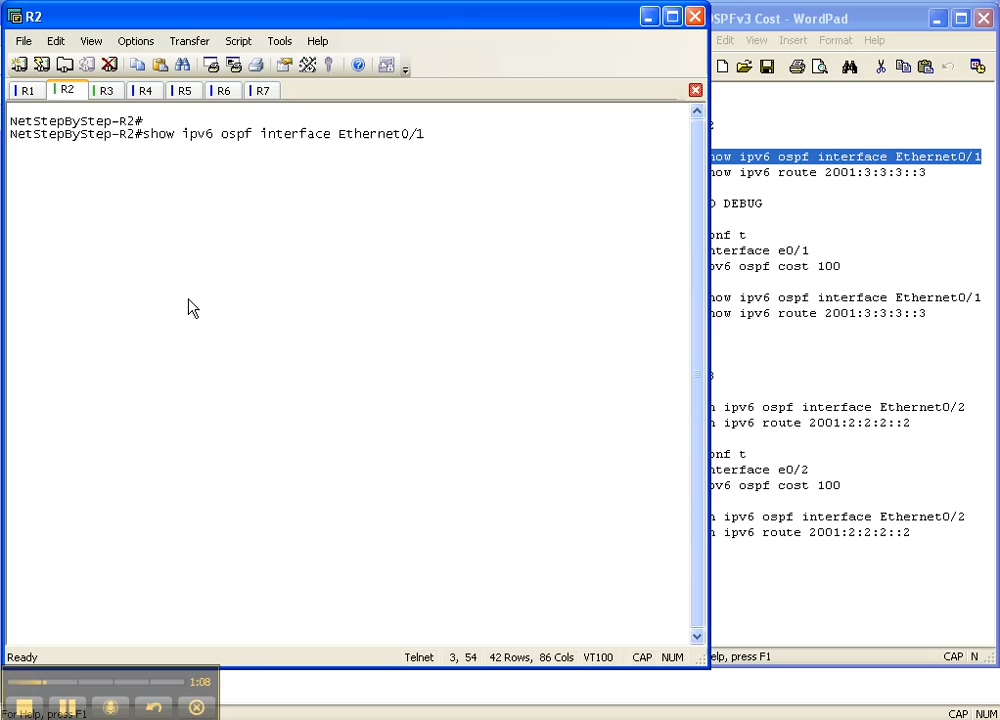 R2
File Edit View Options Transfer Script Tools Help
R1 R2 R3 R4 R5 R6 R7
NetStepByStep-R2#
NetStepByStep-R2#show ipv6 ospf interface Ethernet0/1
Ready Telnet 3, 54 42 Rows, 86 Cols VT100 CAP NUM
SPFv3 Cost - WordPad
Edit View Insert Format Help
2
ow ipv6 ospf interface Ethernet0/1
ow ipv6 route 2001:3:3:3::3
DEBUG
onf t
nterface e0/1
pv6 ospf cost 100
ow ipv6 ospf interface Ethernet0/1
ow ipv6 route 2001:3:3:3::3
3
ipv6 ospf interface Ethernet0/2
ipv6 route 2001:2:2:2::2
onf t
nterface e0/2
pv6 ospf cost 100
ipv6 ospf interface Ethernet0/2
ipv6 route 2001:2:2:2::2
elp, press F1 CAP N
1:08
For Help, press F1 CAP NUM